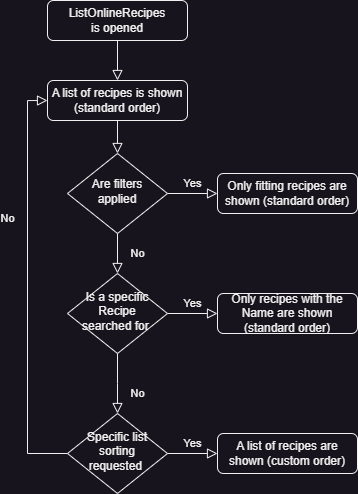 ListOnlineRecipes
is opened
A list of recipes is shown
(standard order)
Are filters
applied
Yes
Only fitting recipes are
shown (standard order)
No
No
Is a specific
Recipe
searched for
Yes
Only recipes with the
Name are shown
(standard order)
No
Specific list
sorting
requested
Yes
A list of recipes are
shown (custom order)